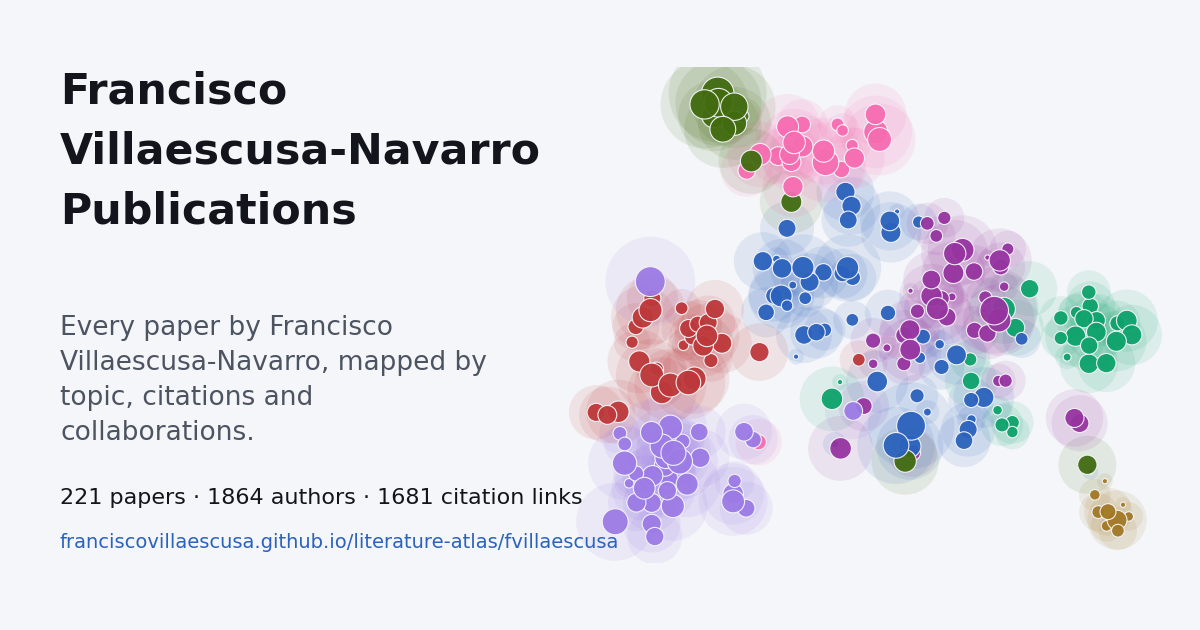 Francisco
Villaescusa-Navarro
Publications
Every paper by Francisco
Villaescusa-Navarro, mapped by
topic, citations and
collaborations.
221 papers · 1864 authors · 1681 citation links
franciscovillaescusa.github.io/literature-atlas/fvillaescusa